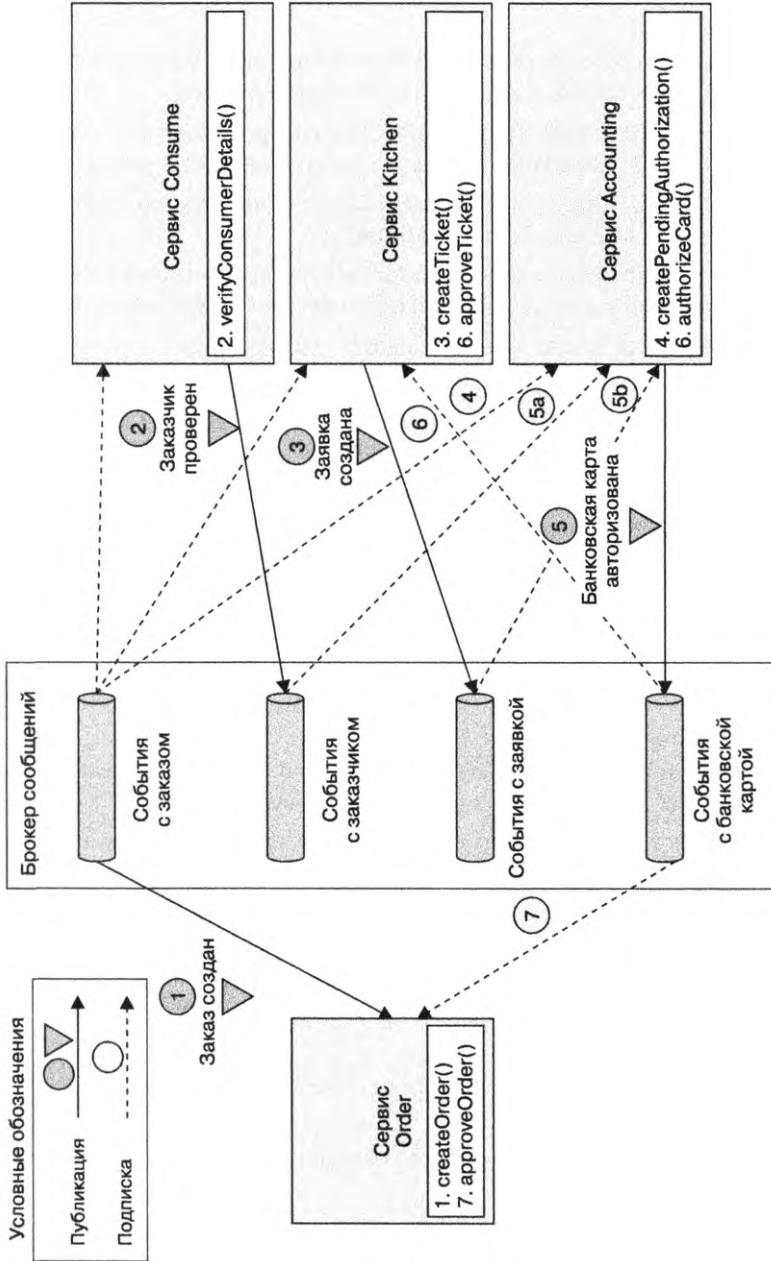 Условные обозначения
Публикация
Подписка
1
Заказ создан
Сервис
Order
1. createOrder()
7. approveOrder()
7
Брокер сообщений
События
с заказом
События
с заказчиком
События с заявкой
События
с банковской
картой
2
Заказчик
проверен
3
Заявка
создана
6
4
5a
5b
5
Банковская карта
авторизована
Сервис Consume
2. verifyConsumerDetails()
Сервис Kitchen
3. createTicket()
6. approveTicket()
Сервис Accounting
4. createPendingAuthorization()
6. authorizeCard()